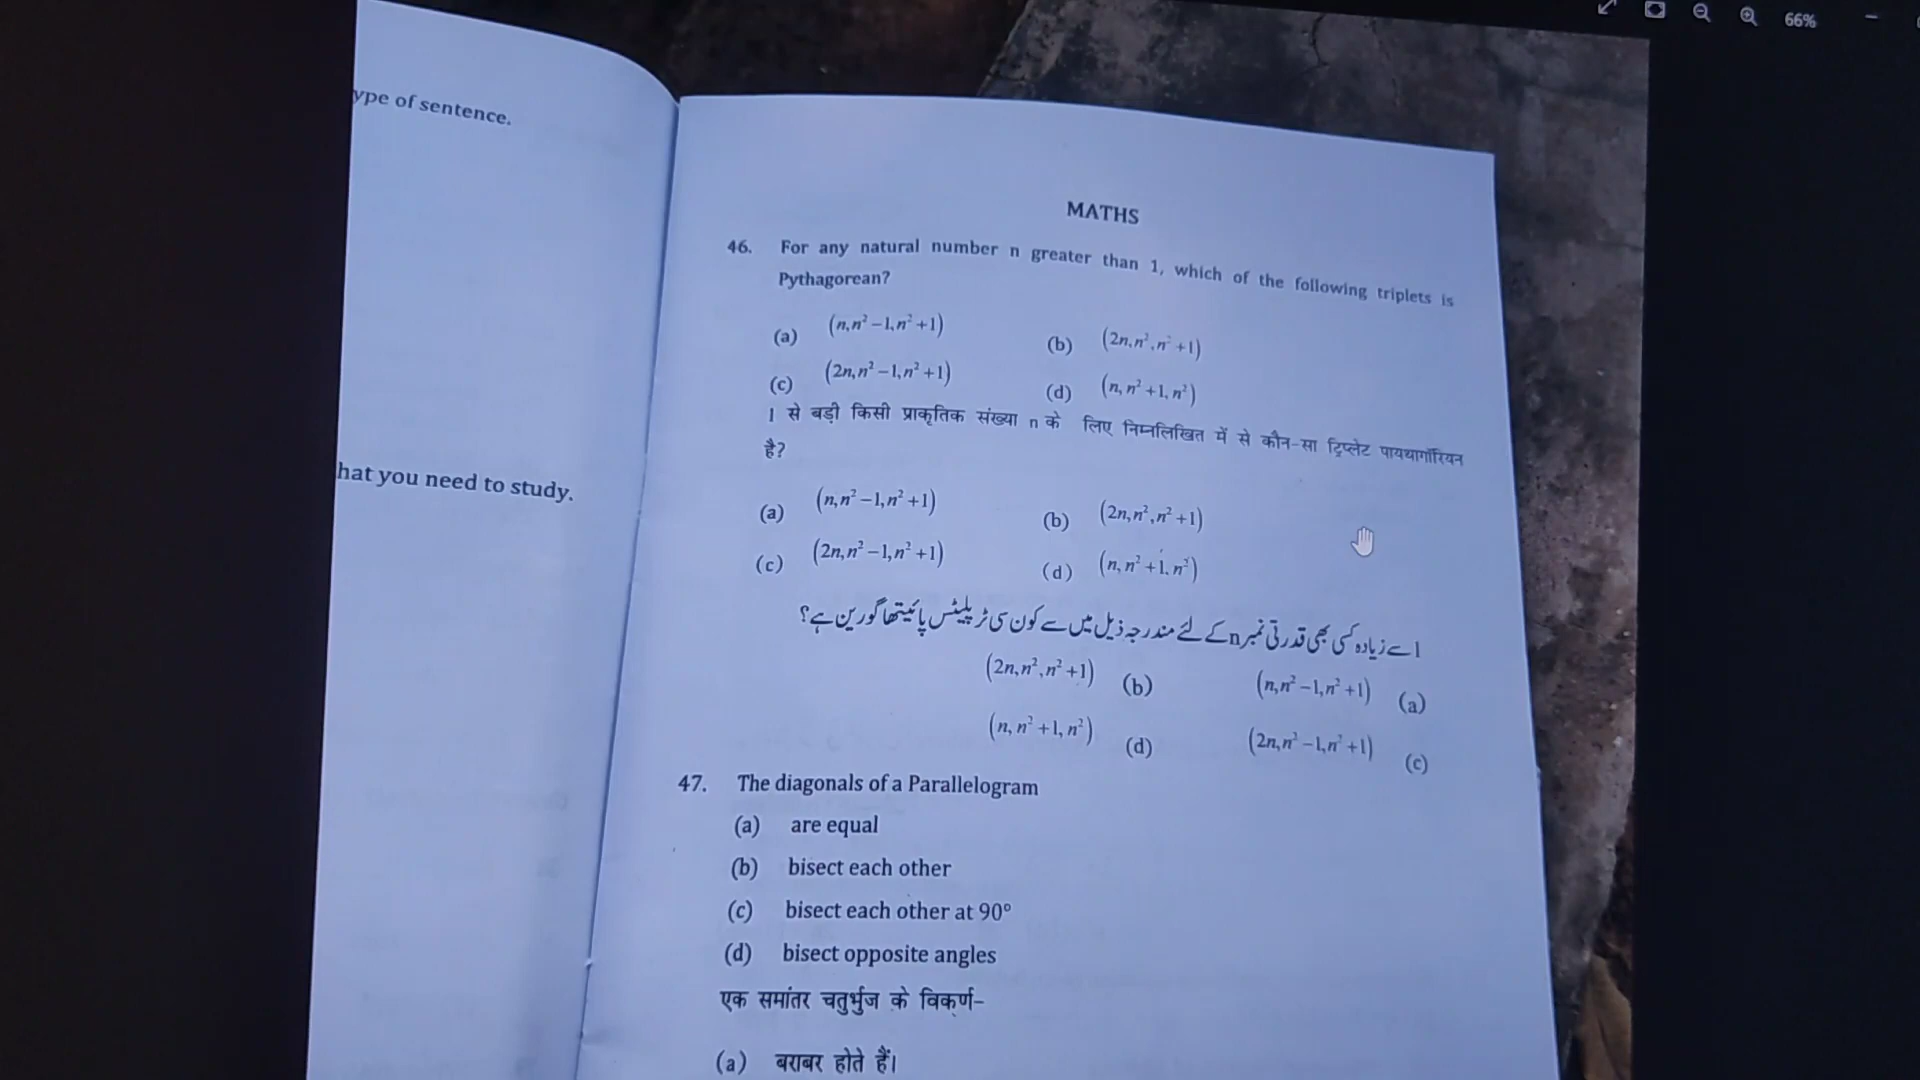 66%
ype of sentence.
hat you need to study.
MATHS
46. For any natural number n greater than 1, which of the following triplets is
Pythagorean?
(a) (n,n²−1,n²+1) (b) (2n,n²,n²+1)
(c) (2n,n²−1,n²+1) (d) (n,n²+1,n²)
1 से बड़ी किसी प्राकृतिक संख्या n के लिए निम्नलिखित में से कौन-सा ट्रिप्लेट पायथागॉरियन
है?
(a) (n,n²−1,n²+1) (b) (2n,n²,n²+1)
(c) (2n,n²−1,n²+1) (d) (n,n²+1,n²)
1 سے زیادہ کسی بھی قدرتی نمبر n کے لئے مندرجہ ذیل میں سے کون سی ٹرپلیٹس پائیتھاگورین ہے؟
(2n,n²,n²+1) (b) (n,n²−1,n²+1) (a)
(n,n²+1,n²) (d) (2n,n²−1,n²+1) (c)
47. The diagonals of a Parallelogram
(a) are equal
(b) bisect each other
(c) bisect each other at 90°
(d) bisect opposite angles
एक समांतर चतुर्भुज के विकर्ण-
(a) बराबर होते हैं।